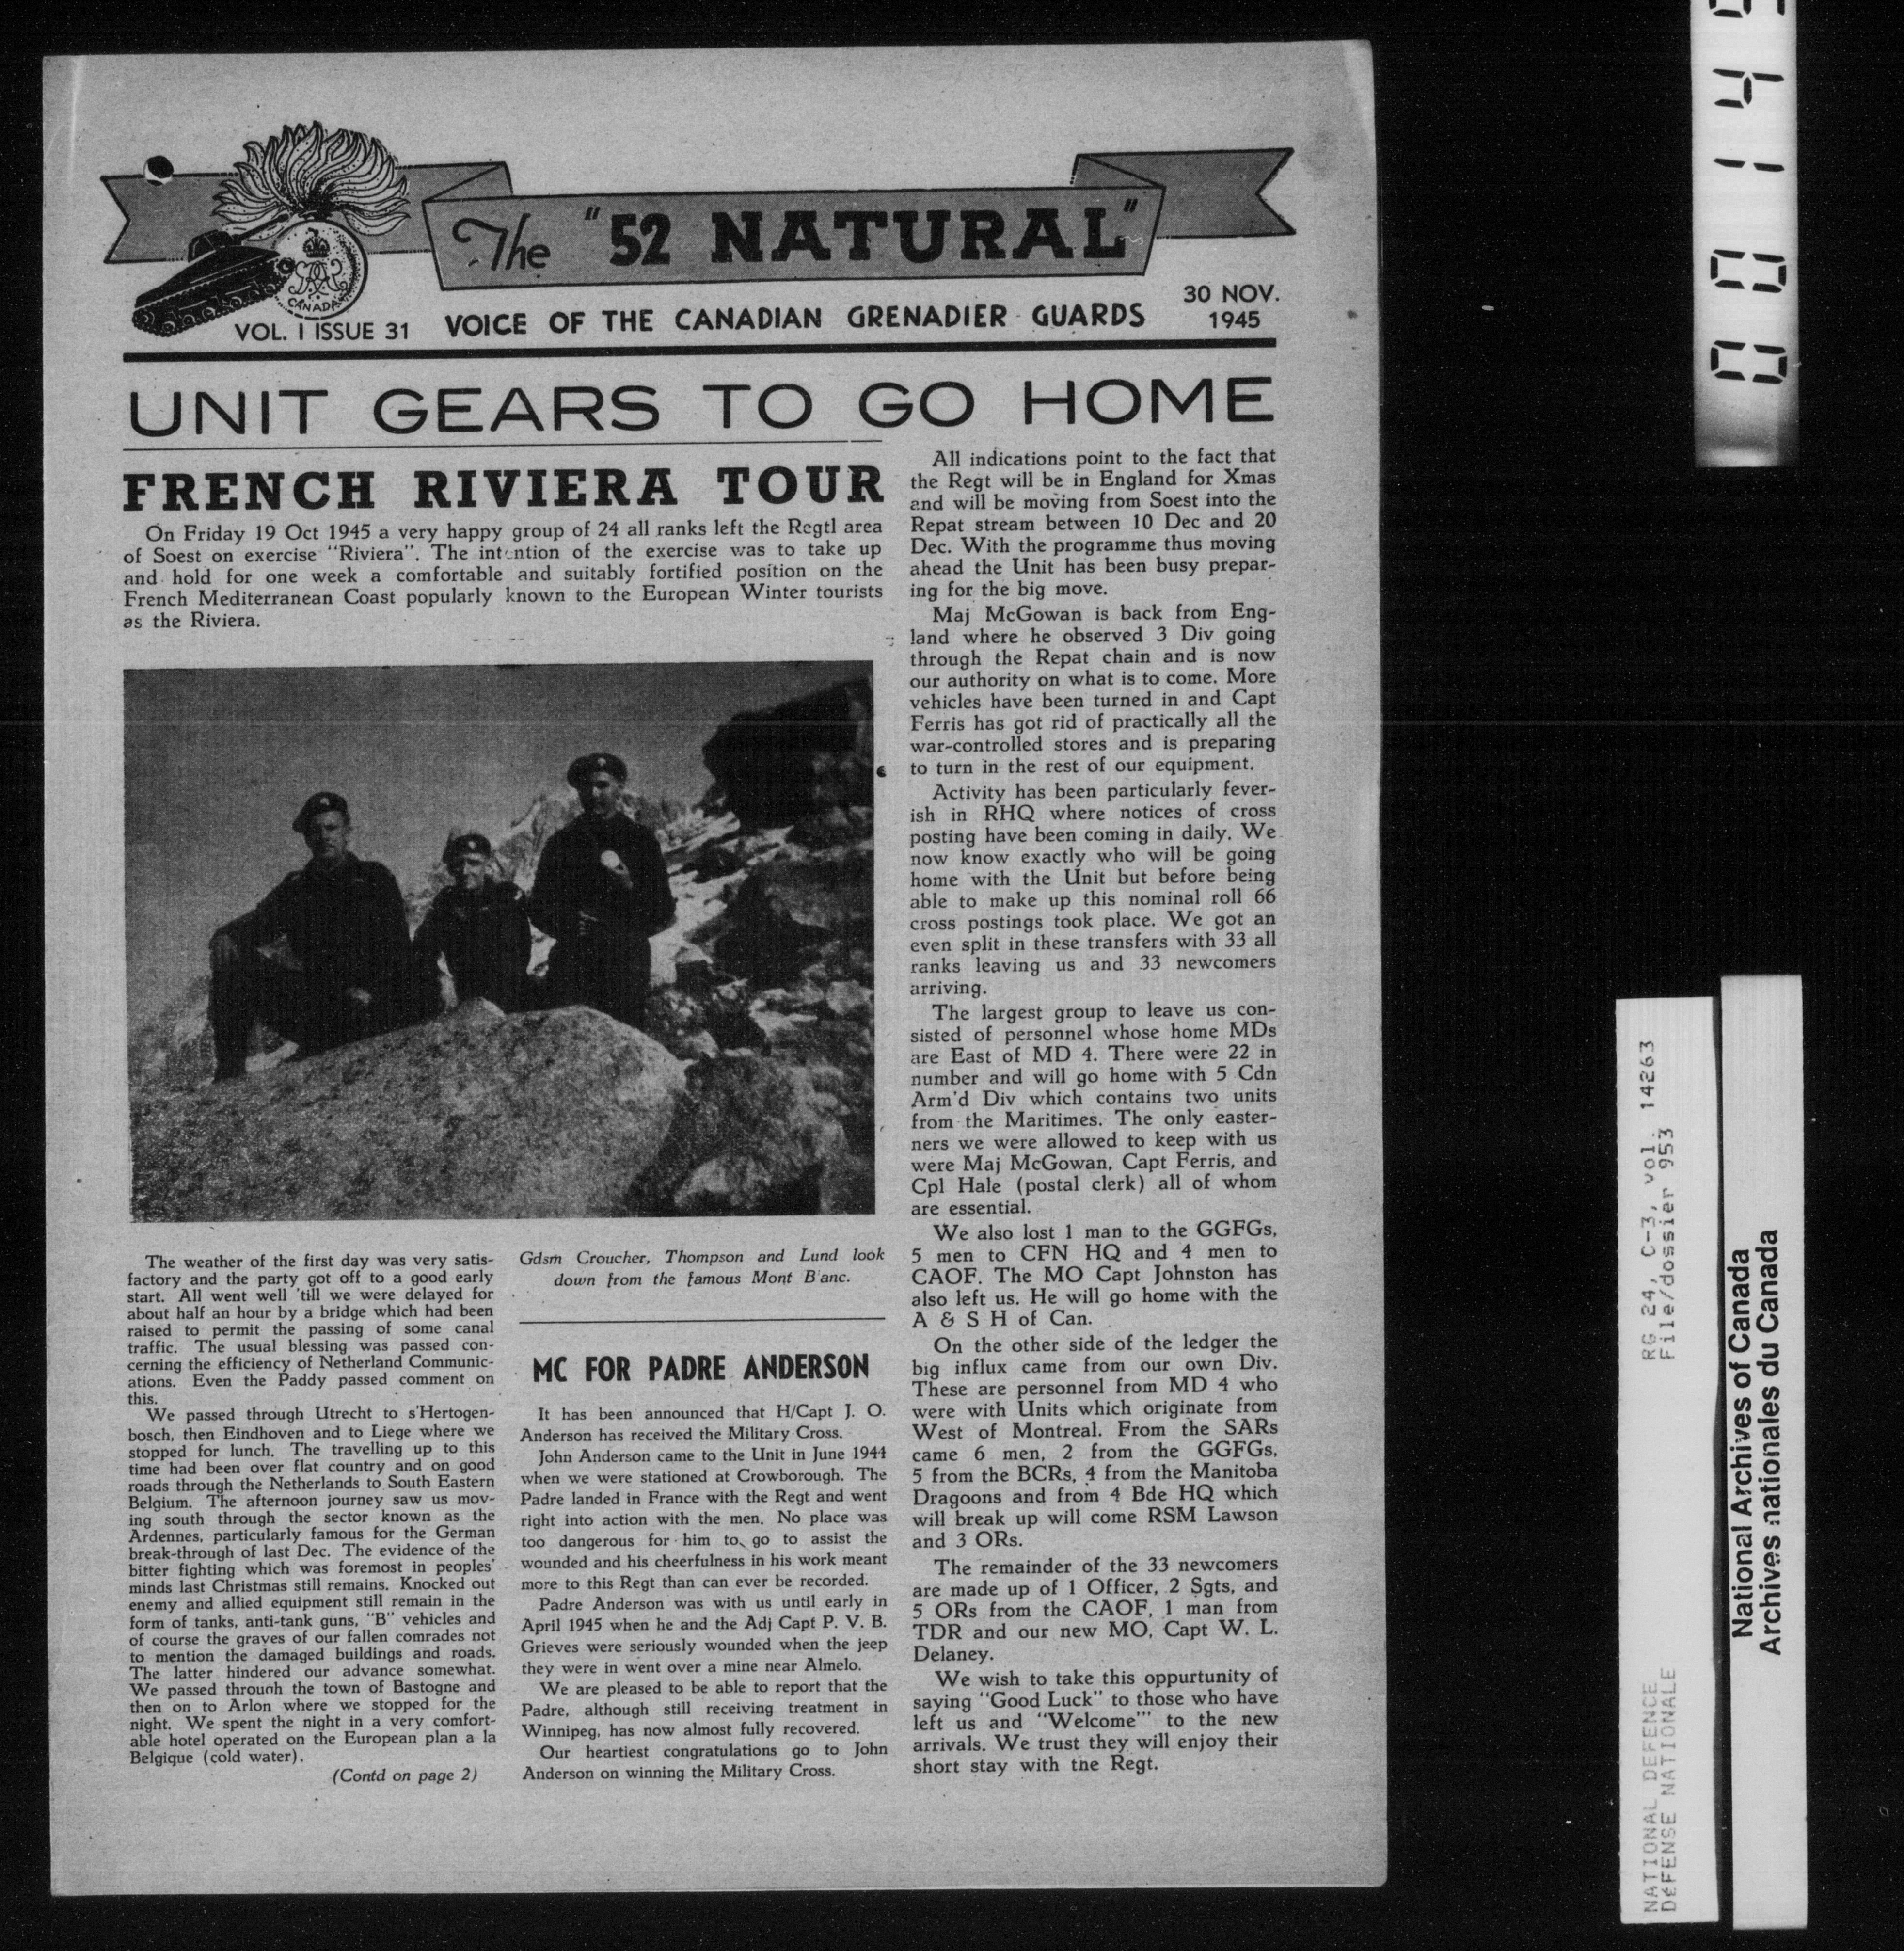 The "52 NATURAL"
CANADA
VOL. I ISSUE 31
VOICE OF THE CANADIAN GRENADIER GUARDS
30 NOV.
1945
UNIT GEARS TO GO HOME
FRENCH RIVIERA TOUR
On Friday 19 Oct 1945 a very happy group of 24 all ranks left the Regtl area
of Soest on exercise "Riviera". The intention of the exercise was to take up
and hold for one week a comfortable and suitably fortified position on the
French Mediterranean Coast popularly known to the European Winter tourists
as the Riviera.
The weather of the first day was very satis-
factory and the party got off to a good early
start. All went well 'till we were delayed for
about half an hour by a bridge which had been
raised to permit the passing of some canal
traffic. The usual blessing was passed con-
cerning the efficiency of Netherland Communic-
ations. Even the Paddy passed comment on
this.
We passed through Utrecht to s'Hertogen-
bosch, then Eindhoven and to Liege where we
stopped for lunch. The travelling up to this
time had been over flat country and on good
roads through the Netherlands to South Eastern
Belgium. The afternoon journey saw us mov-
ing south through the sector known as the
Ardennes, particularly famous for the German
break-through of last Dec. The evidence of the
bitter fighting which was foremost in peoples'
minds last Christmas still remains. Knocked out
enemy and allied equipment still remain in the
form of tanks, anti-tank guns, "B" vehicles and
of course the graves of our fallen comrades not
to mention the damaged buildings and roads.
The latter hindered our advance somewhat.
We passed through the town of Bastogne and
then on to Arlon where we stopped for the
night. We spent the night in a very comfort-
able hotel operated on the European plan a la
Belgique (cold water).
(Contd on page 2)
Gdsm Croucher, Thompson and Lund look
down from the famous Mont B anc.
MC FOR PADRE ANDERSON
It has been announced that H/Capt J. O.
Anderson has received the Military Cross.
John Anderson came to the Unit in June 1944
when we were stationed at Crowborough. The
Padre landed in France with the Regt and went
right into action with the men. No place was
too dangerous for him to go to assist the
wounded and his cheerfulness in his work meant
more to this Regt than can ever be recorded.
Padre Anderson was with us until early in
April 1945 when he and the Adj Capt P. V. B.
Grieves were seriously wounded when the jeep
they were in went over a mine near Almelo.
We are pleased to be able to report that the
Padre, although still receiving treatment in
Winnipeg, has now almost fully recovered.
Our heartiest congratulations go to John
Anderson on winning the Military Cross.
All indications point to the fact that
the Regt will be in England for Xmas
and will be moving from Soest into the
Repat stream between 10 Dec and 20
Dec. With the programme thus moving
ahead the Unit has been busy prepar-
ing for the big move.
Maj McGowan is back from Eng-
land where he observed 3 Div going
through the Repat chain and is now
our authority on what is to come. More
vehicles have been turned in and Capt
Ferris has got rid of practically all the
war-controlled stores and is preparing
to turn in the rest of our equipment.
Activity has been particularly fever-
ish in RHQ where notices of cross
posting have been coming in daily. We
now know exactly who will be going
home with the Unit but before being
able to make up this nominal roll 66
cross postings took place. We got an
even split in these transfers with 33 all
ranks leaving us and 33 newcomers
arriving.
The largest group to leave us con-
sisted of personnel whose home MDs
are East of MD 4. There were 22 in
number and will go home with 5 Cdn
Arm'd Div which contains two units
from the Maritimes. The only easter-
ners we were allowed to keep with us
were Maj McGowan, Capt Ferris, and
Cpl Hale (postal clerk) all of whom
are essential.
We also lost 1 man to the GGFGs,
5 men to CFN HQ and 4 men to
CAOF. The MO Capt Johnston has
also left us. He will go home with the
A & S H of Can.
On the other side of the ledger the
big influx came from our own Div.
These are personnel from MD 4 who
were with Units which originate from
West of Montreal. From the SARs
came 6 men, 2 from the GGFGs,
5 from the BCRs, 4 from the Manitoba
Dragoons and from 4 Bde HQ which
will break up will come RSM Lawson
and 3 ORs.
The remainder of the 33 newcomers
are made up of 1 Officer, 2 Sgts, and
5 ORs from the CAOF, 1 man from
TDR and our new MO, Capt W. L.
Delaney.
We wish to take this oppurtunity of
saying "Good Luck" to those who have
left us and "Welcome"' to the new
arrivals. We trust they will enjoy their
short stay with the Regt.
0014
NATIONAL DEFENCE RG 24, C-3, vol. 14263
DÉFENSE NATIONALE File/dossier 953
National Archives of Canada
Archives nationales du Canada